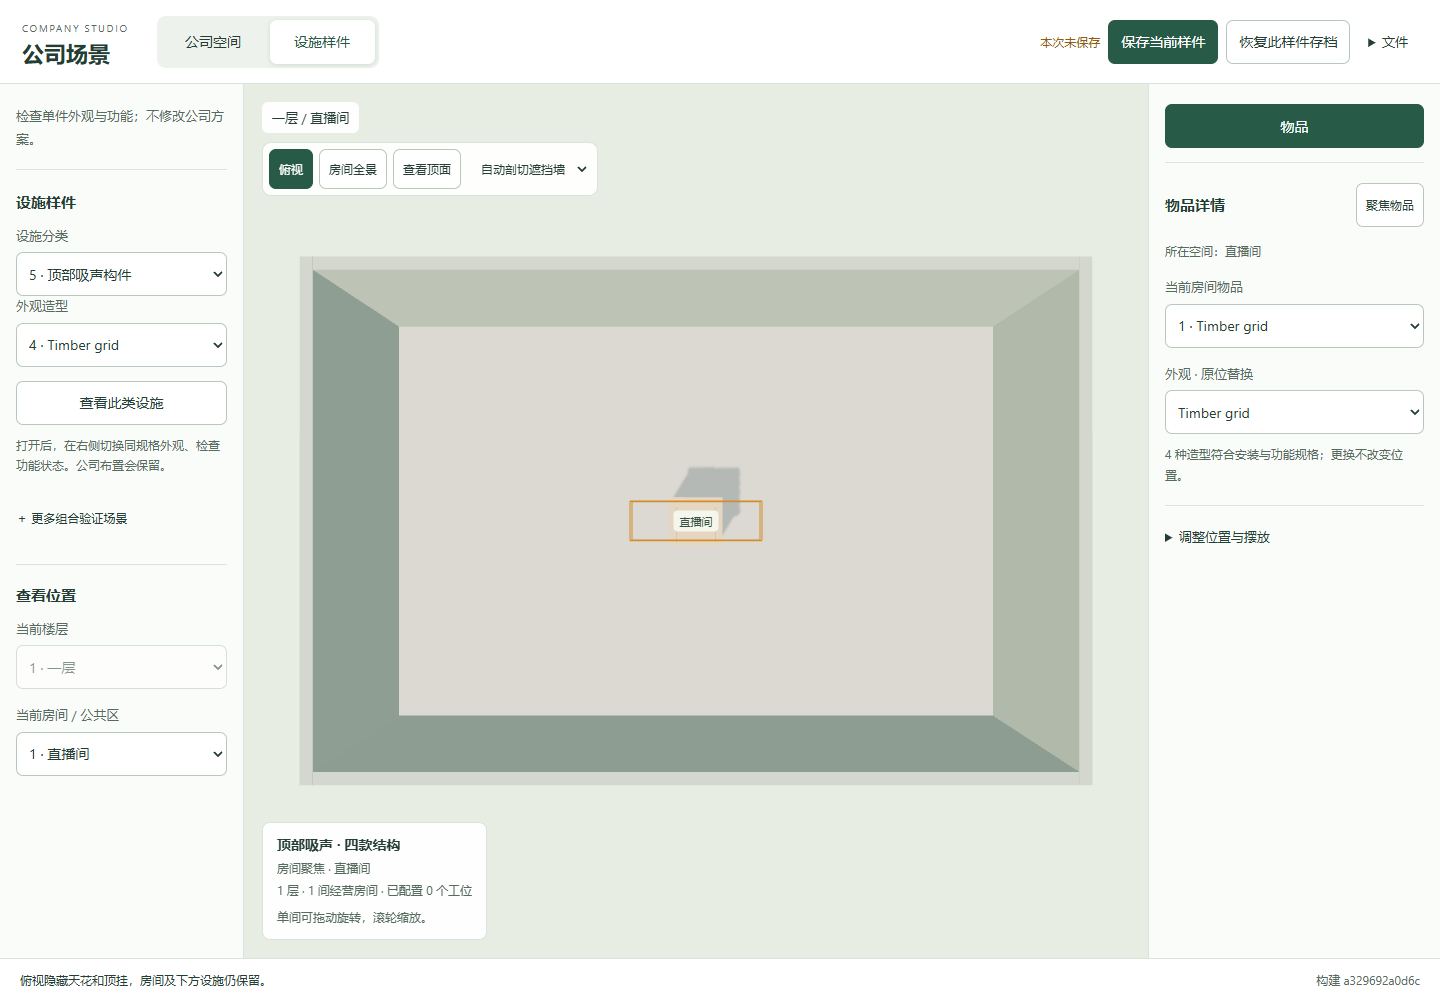 COMPANY STUDIO
公司场景
公司空间
设施样件
本次未保存
保存当前样件
恢复此样件存档
▶ 文件
检查单件外观与功能；不修改公司方
案。
设施样件
设施分类
5 · 顶部吸声构件
外观造型
4 · Timber grid
查看此类设施
打开后，在右侧切换同规格外观、检查
功能状态。公司布置会保留。
+ 更多组合验证场景
查看位置
当前楼层
1 · 一层
当前房间 / 公共区
1 · 直播间
一层 / 直播间
俯视
房间全景
查看顶面
自动剖切遮挡墙
直播间
顶部吸声 · 四款结构
房间聚焦 · 直播间
1 层 · 1 间经营房间 · 已配置 0 个工位
单间可拖动旋转，滚轮缩放。
物品
物品详情
聚焦物品
所在空间：直播间
当前房间物品
1 · Timber grid
外观 · 原位替换
Timber grid
4 种造型符合安装与功能规格；更换不改变位
置。
▶ 调整位置与摆放
俯视隐藏天花和顶挂，房间及下方设施仍保留。
构建 a329692a0d6c